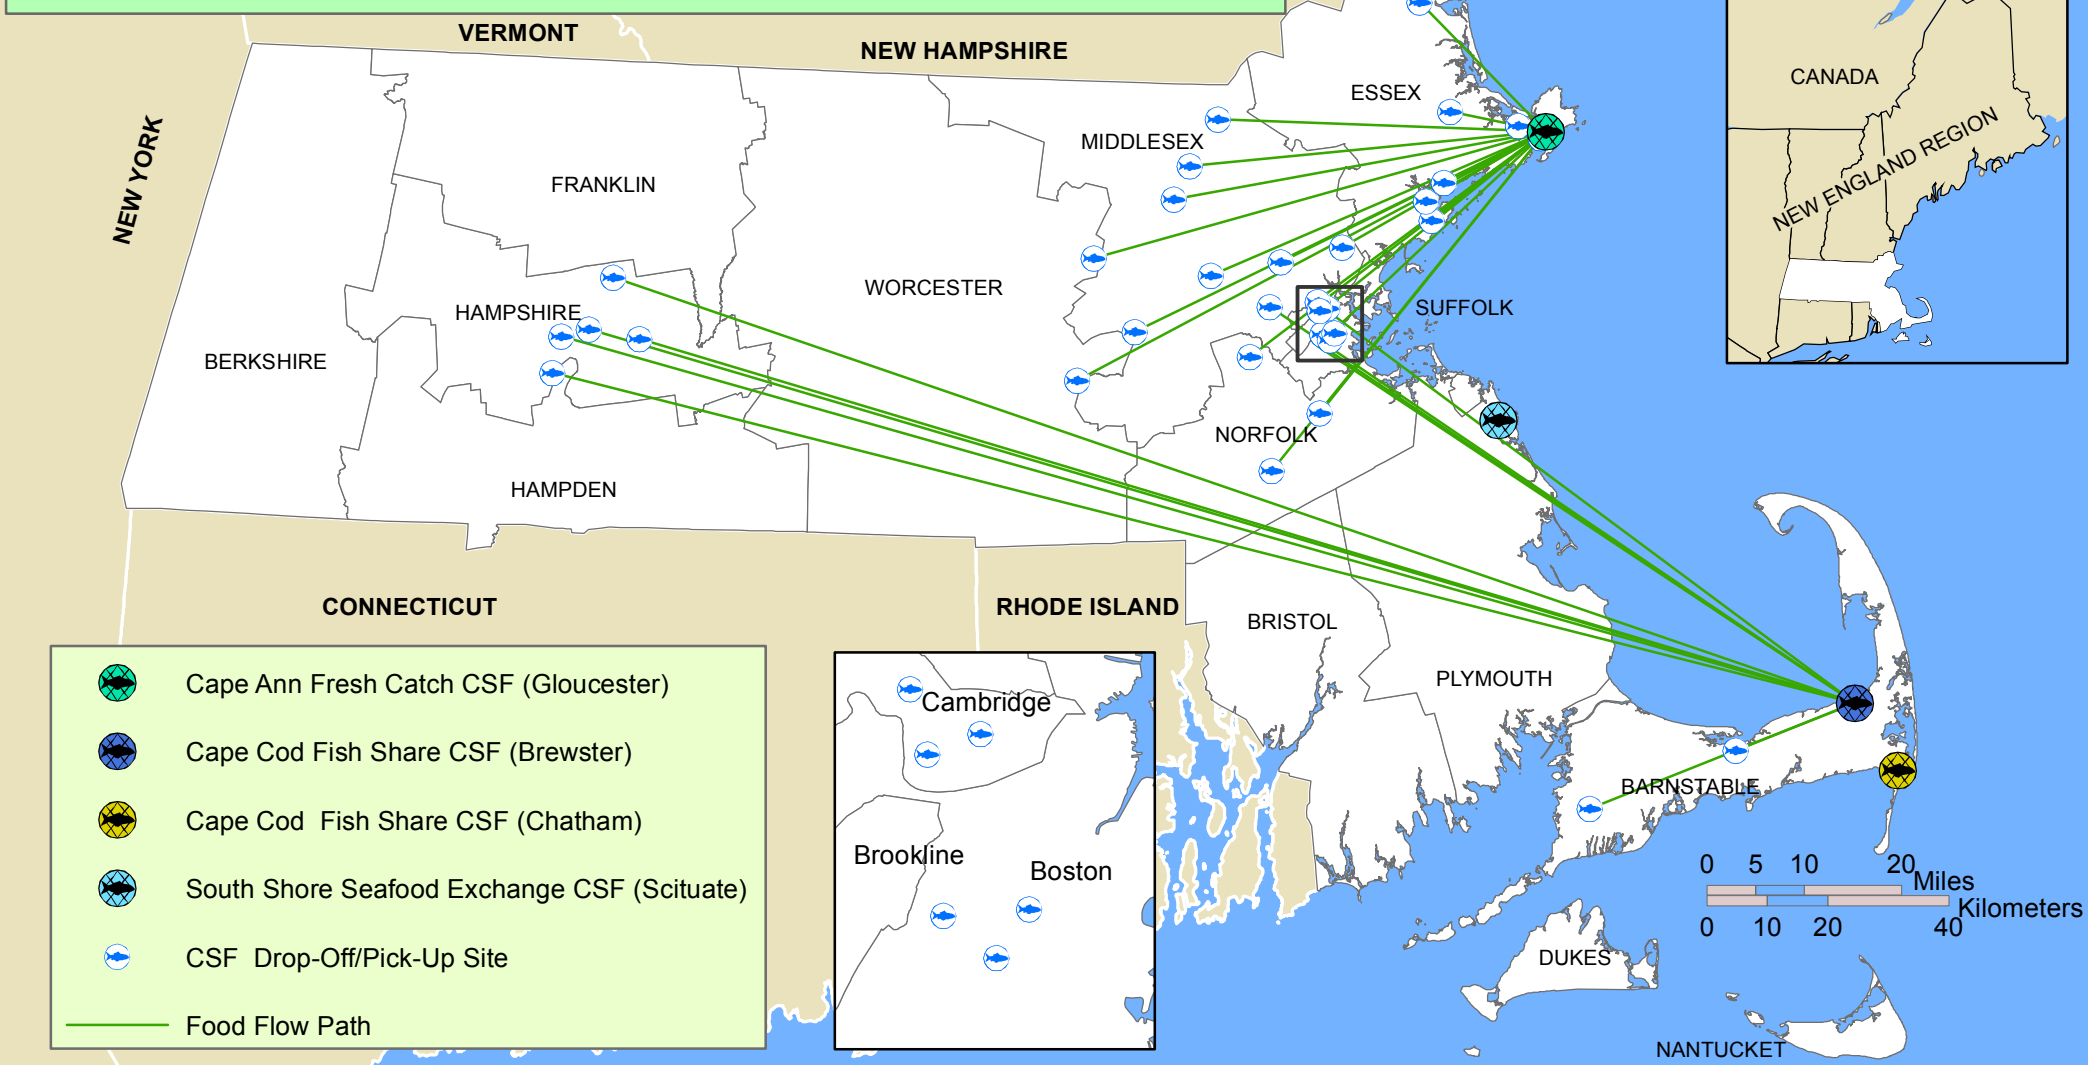 VERMONT
NEW HAMPSHIRE
NEW YORK
ESSEX
MIDDLESEX
FRANKLIN
WORCESTER
HAMPSHIRE
SUFFOLK
BERKSHIRE
NORFOLK
HAMPDEN
CONNECTICUT
RHODE ISLAND
BRISTOL
PLYMOUTH
BARNSTABLE
DUKES
NANTUCKET
CANADA
NEW ENGLAND REGION
Cape Ann Fresh Catch CSF (Gloucester)
Cape Cod Fish Share CSF (Brewster)
Cape Cod  Fish Share CSF (Chatham)
South Shore Seafood Exchange CSF (Scituate)
CSF  Drop-Off/Pick-Up Site
Food Flow Path
Cambridge
Brookline
Boston
0 5 10 20
Miles
Kilometers
0 10 20 40